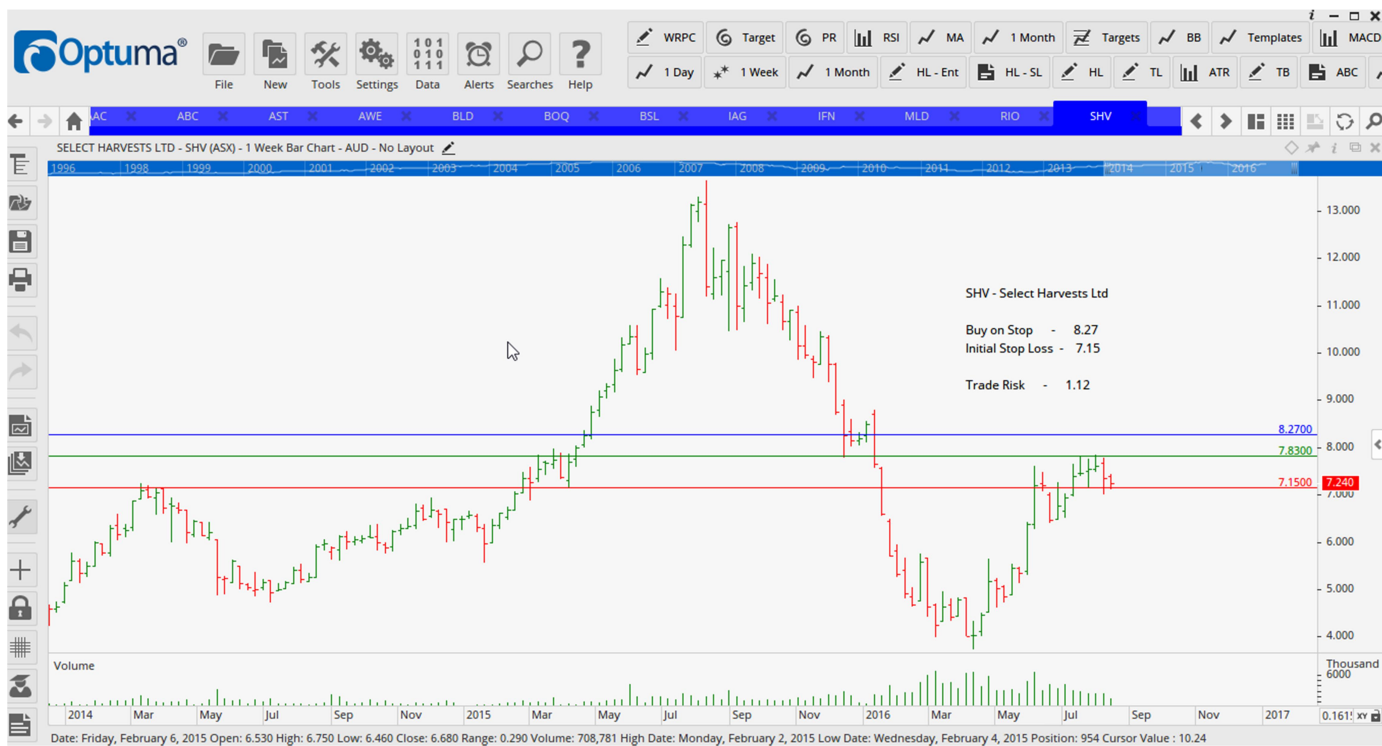 Optuma®
File
New
Tools
Settings
Data
Alerts
Searches
Help
WRPC
Target
PR
RSI
MA
1 Month
Targets
BB
Templates
MACD
1 Day
1 Week
1 Month
HL - Ent
HL - SL
HL
TL
ATR
TB
ABC
AAC
ABC
AST
AWE
BLD
BOQ
BSL
IAG
IFN
MLD
RIO
SHV
SELECT HARVESTS LTD - SHV (ASX) - 1 Week Bar Chart - AUD - No Layout
1996 1998 1999 2000 2001 2002 2003 2004 2005 2006 2007 2008 2009 2010 2011 2012 2013 2014 2015 2016
13.000
12.000
11.000
10.000
9.000
8.000
7.000
6.000
5.000
4.000
SHV - Select Harvests Ltd
Buy on Stop - 8.27
Initial Stop Loss - 7.15
Trade Risk - 1.12
8.2700
7.8300
7.1500
7.240
Volume
Thousand
6000
2014 Mar May Jul Sep Nov 2015 Mar May Jul Sep Nov 2016 Mar May Jul Sep Nov 2017
XY
Date: Friday, February 6, 2015 Open: 6.530 High: 6.750 Low: 6.460 Close: 6.680 Range: 0.290 Volume: 708,781 High Date: Monday, February 2, 2015 Low Date: Wednesday, February 4, 2015 Position: 954 Cursor Value : 10.24